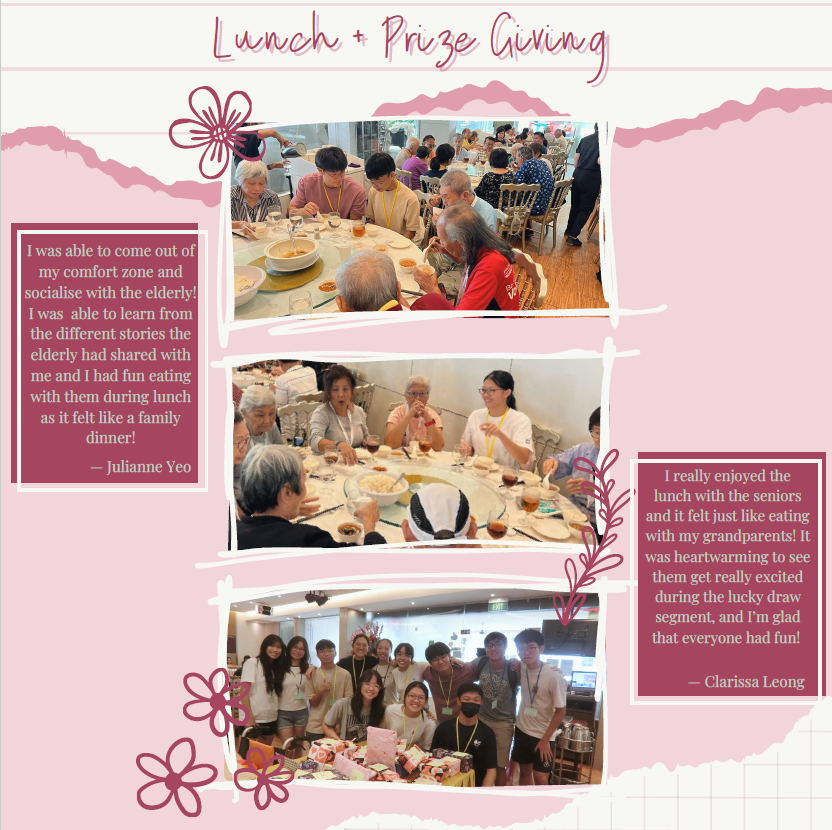 Lunch + Prize Giving
I was able to come out of
my comfort zone and
socialise with the elderly!
I was able to learn from
the different stories the
elderly had shared with
me and I had fun eating
with them during lunch
as it felt like a family
dinner!
— Julianne Yeo
I really enjoyed the
lunch with the seniors
and it felt just like eating
with my grandparents! It
was heartwarming to see
them get really excited
during the lucky draw
segment, and I’m glad
that everyone had fun!
— Clarissa Leong
EXIT